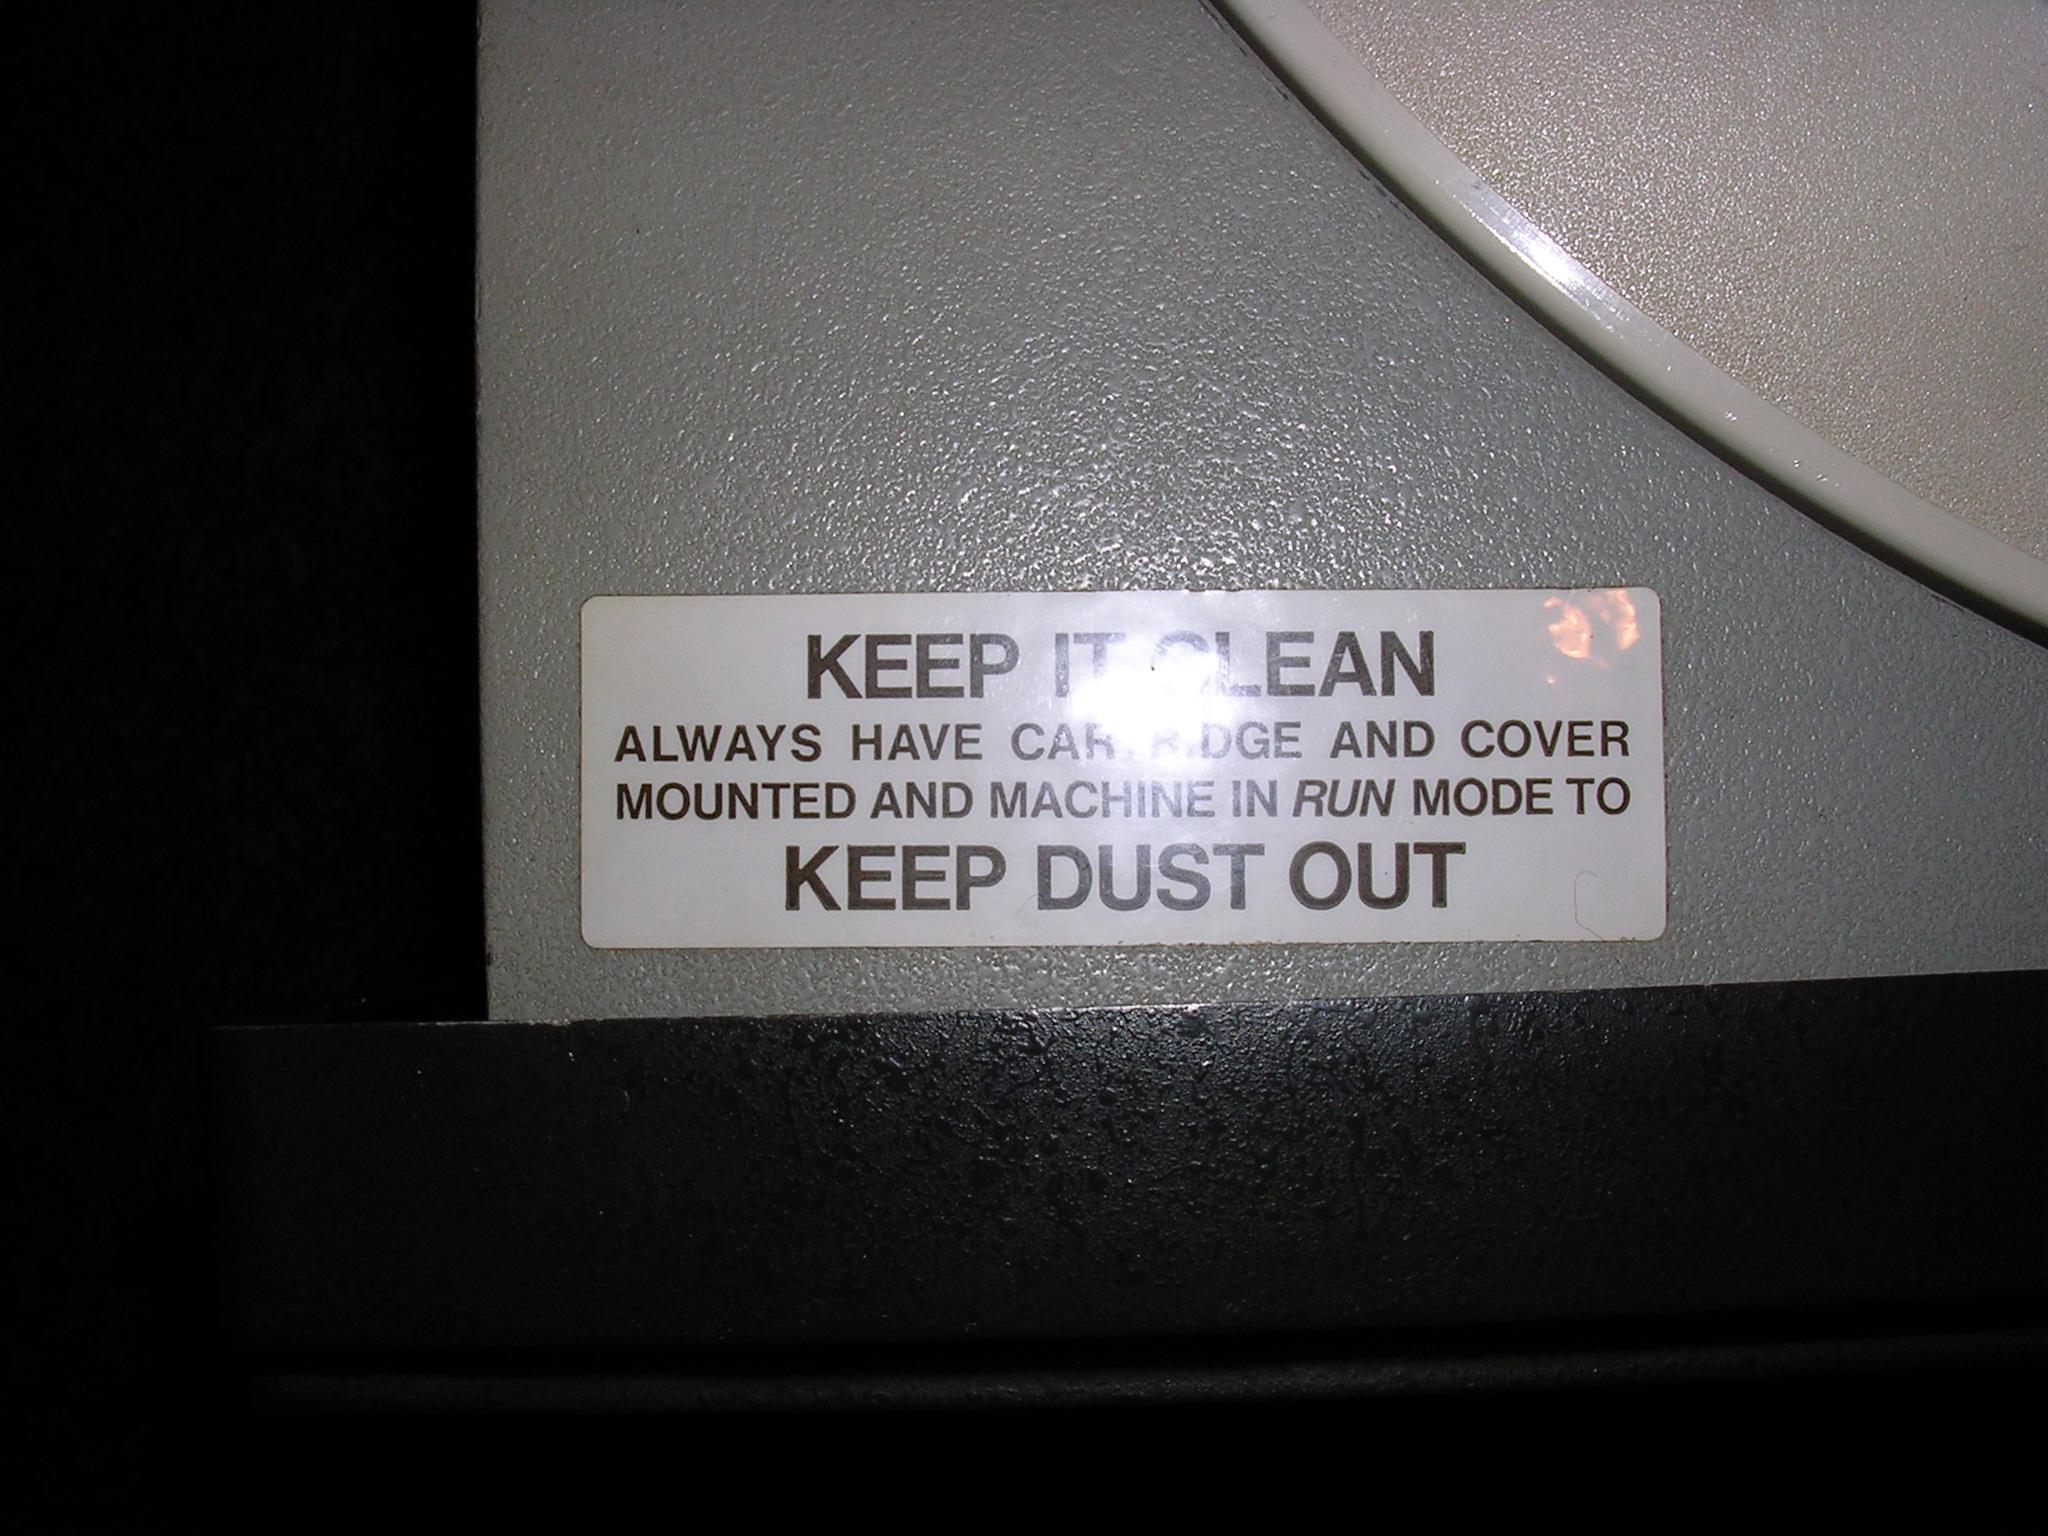 KEEP IT CLEAN
ALWAYS HAVE CARTRIDGE AND COVER
MOUNTED AND MACHINE IN RUN MODE TO
KEEP DUST OUT